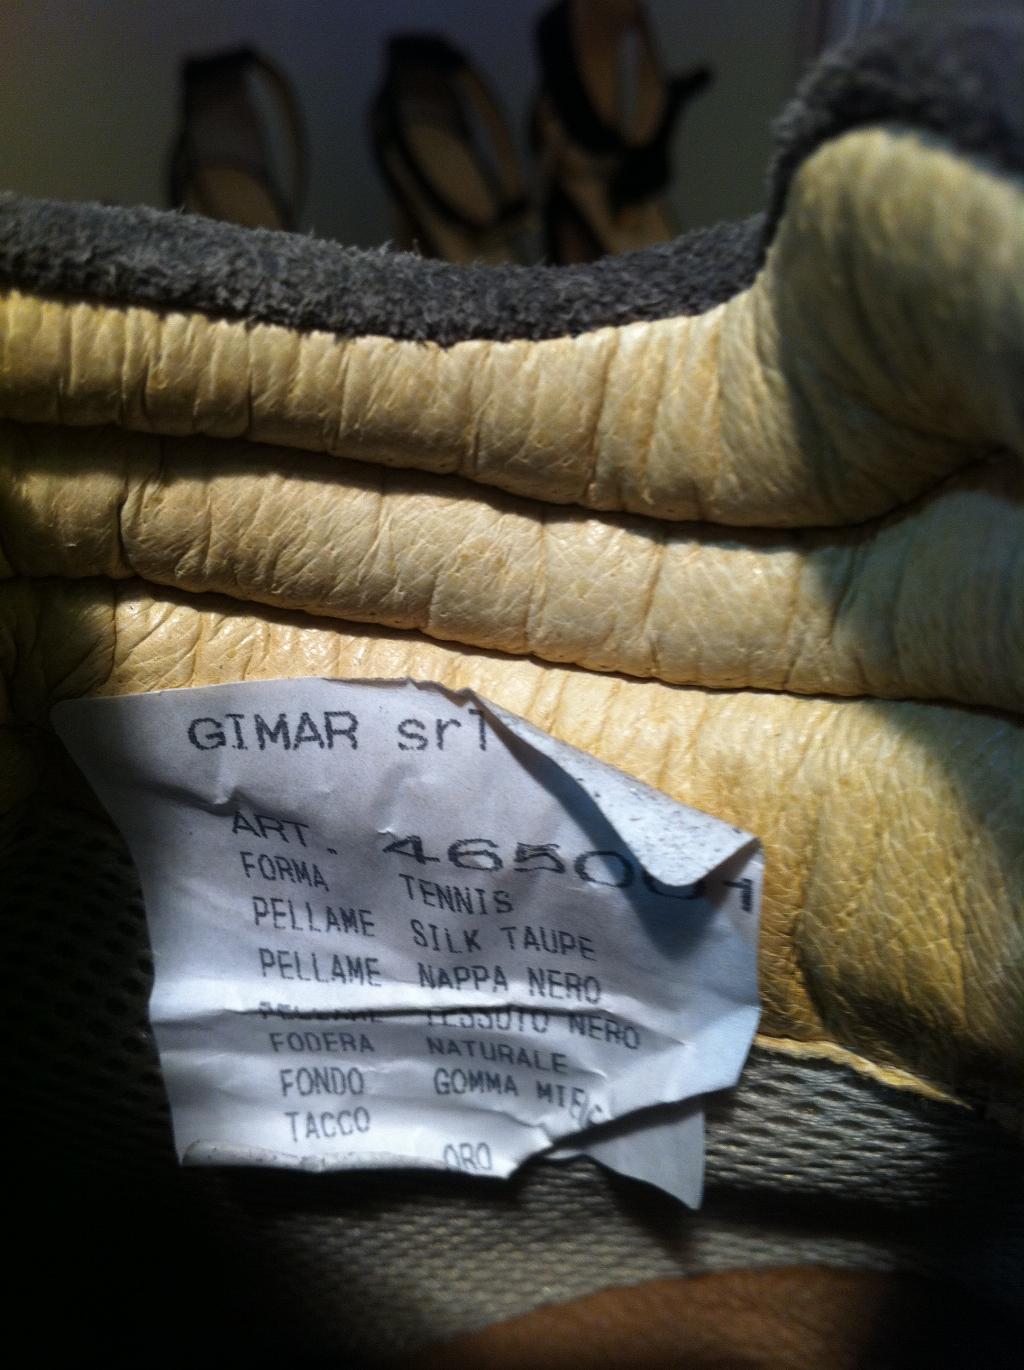 GIMAR srl
ART.
FORMA TENNIS
PELLAME SILK TAUPE
PELLAME NAPPA NERO
PELLAME TESSUTO NERO
FODERA NATURALE
FONDO GOMMA
TACCO
ORO